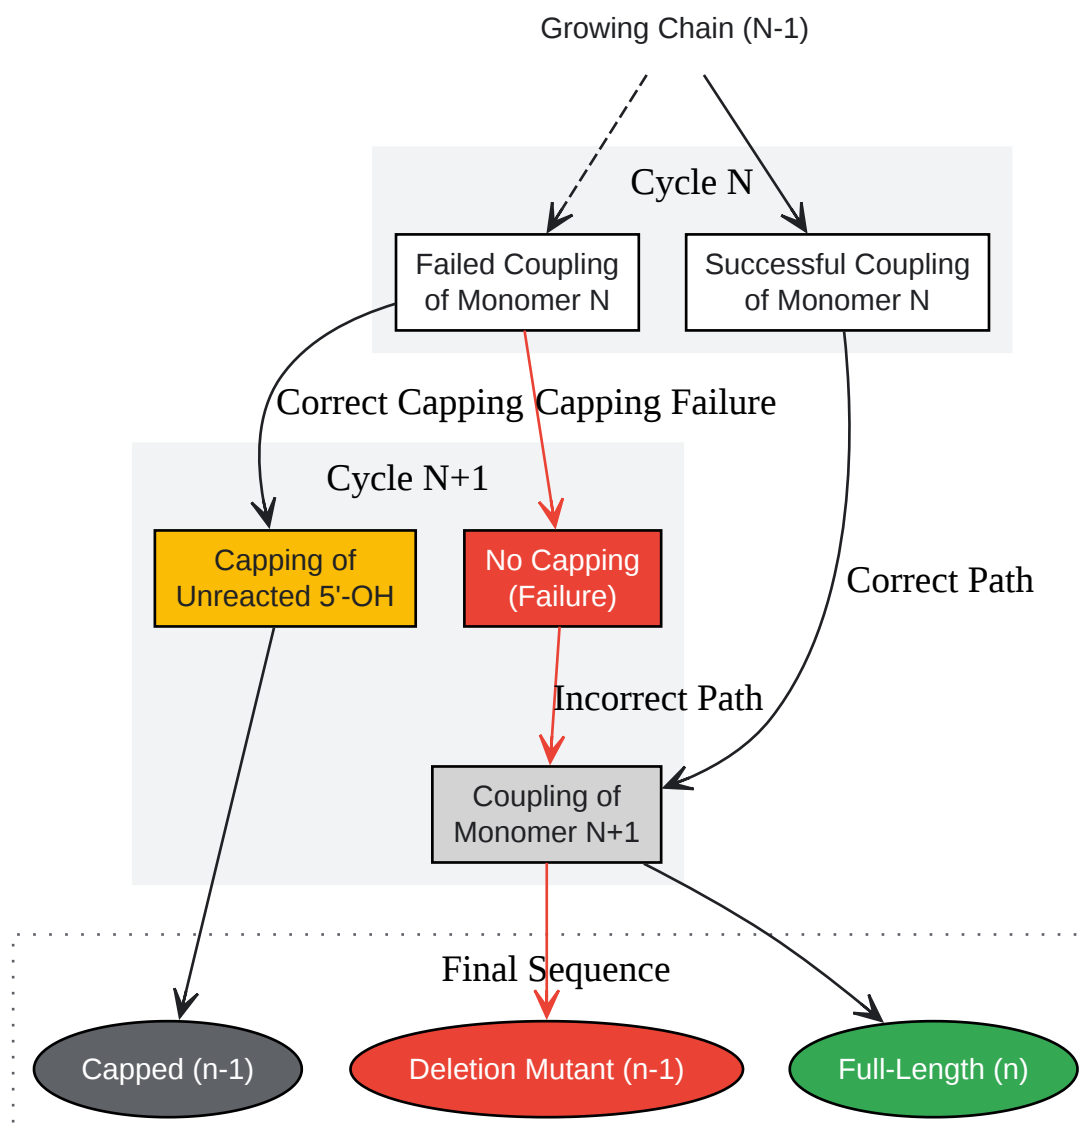 Growing Chain (N-1)
Cycle N
Failed Coupling
of Monomer N
Successful Coupling
of Monomer N
Correct Capping
Capping Failure
Cycle N+1
Capping of
Unreacted 5'-OH
No Capping
(Failure)
Correct Path
Incorrect Path
Coupling of
Monomer N+1
Final Sequence
Capped (n-1)
Deletion Mutant (n-1)
Full-Length (n)